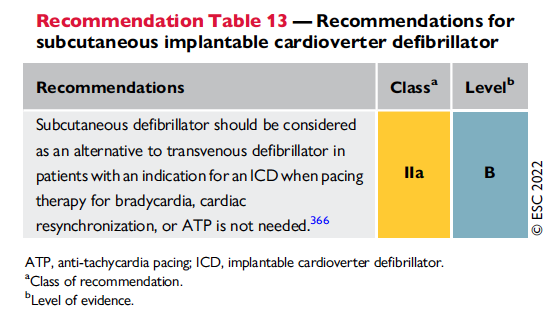 Recommendation Table 13 — Recommendations for
subcutaneous implantable cardioverter defibrillator
Recommendations Classᵃ Levelᵇ
Subcutaneous defibrillator should be considered
as an alternative to transvenous defibrillator in
patients with an indication for an ICD when pacing
therapy for bradycardia, cardiac
resynchronization, or ATP is not needed.³⁶⁶
IIa
B
© ESC 2022
ATP, anti-tachycardia pacing; ICD, implantable cardioverter defibrillator.
ᵃClass of recommendation.
ᵇLevel of evidence.